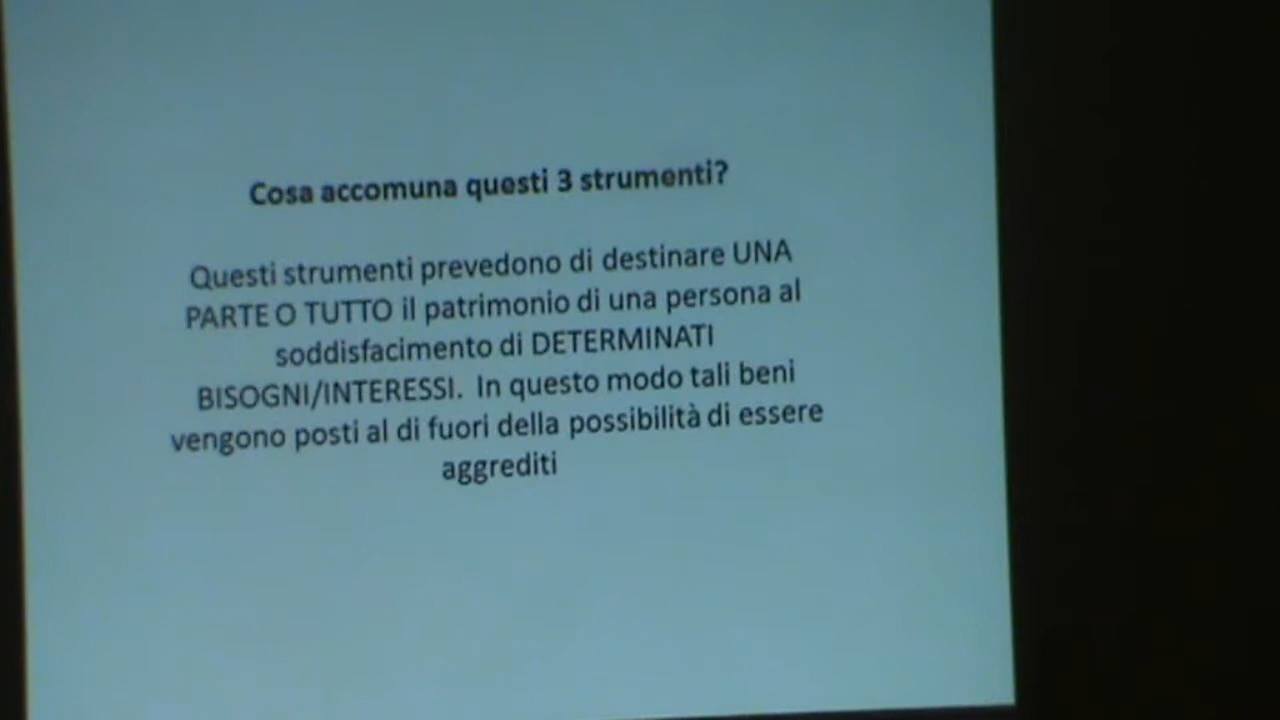 Cosa accomuna questi 3 strumenti?
Questi strumenti prevedono di destinare UNA
PARTE O TUTTO il patrimonio di una persona al
soddisfacimento di DETERMINATI
BISOGNI/INTERESSI. In questo modo tali beni
vengono posti al di fuori della possibilità di essere
aggrediti